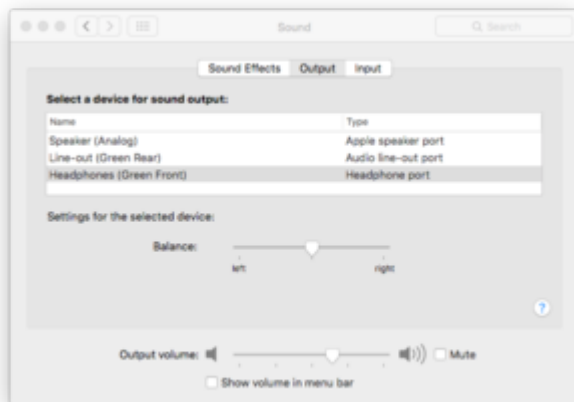 Sound
Search
Sound Effects Output Input
Select a device for sound output:
Name Type
Speaker (Analog) Apple speaker port
Line-out (Green Rear) Audio line-out port
Headphones (Green Front) Headphone port
Settings for the selected device:
Balance:
left right
?
Output volume: Mute
Show volume in menu bar